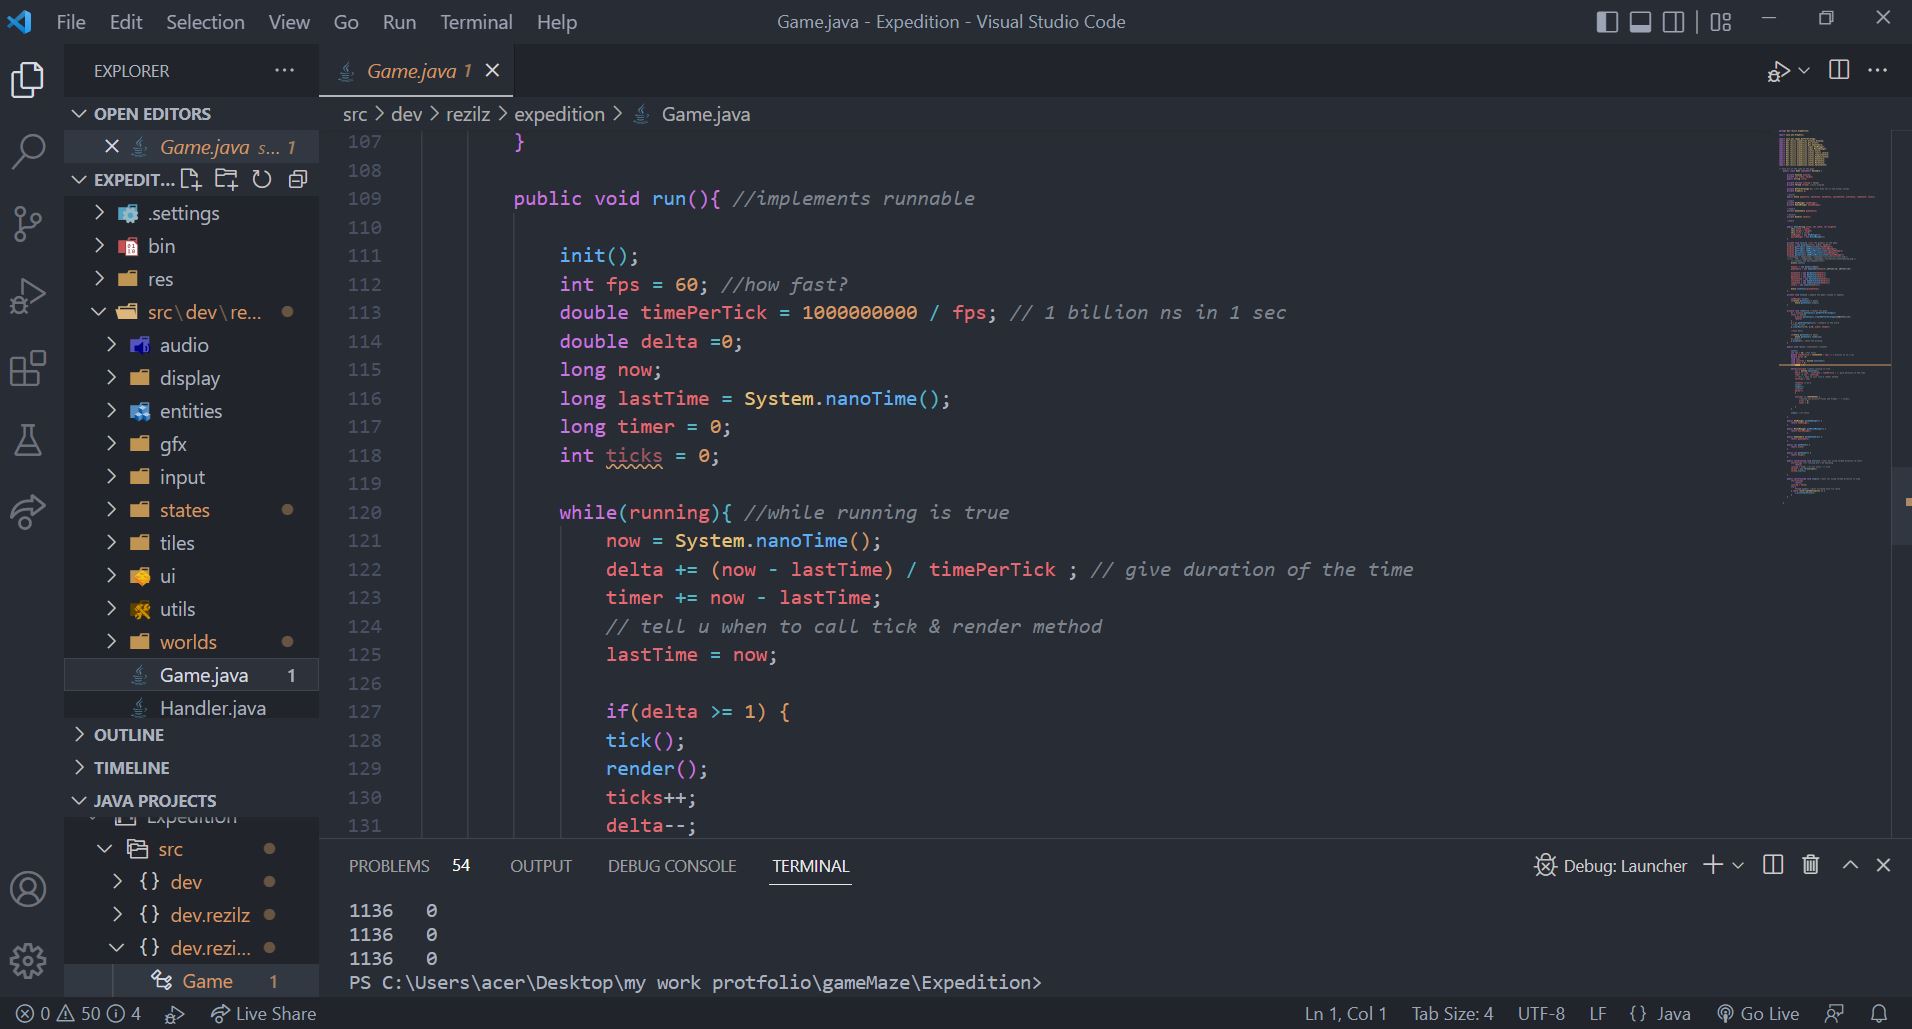 File Edit Selection View Go Run Terminal Help
Game.java - Expedition - Visual Studio Code
EXPLORER
OPEN EDITORS
Game.java s... 1
EXPEDIT...
.settings
bin
res
src\dev\re...
audio
display
entities
gfx
input
states
tiles
ui
utils
worlds
Game.java 1
Handler.java
OUTLINE
TIMELINE
JAVA PROJECTS
Expedition
src
{} dev
{} dev.rezilz
{} dev.rezi...
Game 1
Game.java 1
src > dev > rezilz > expedition > Game.java
107 }
108
109 public void run(){ //implements runnable
110
111 init();
112 int fps = 60; //how fast?
113 double timePerTick = 1000000000 / fps; // 1 billion ns in 1 sec
114 double delta =0;
115 long now;
116 long lastTime = System.nanoTime();
117 long timer = 0;
118 int ticks = 0;
119
120 while(running){ //while running is true
121 now = System.nanoTime();
122 delta += (now - lastTime) / timePerTick ; // give duration of the time
123 timer += now - lastTime;
124 // tell u when to call tick & render method
125 lastTime = now;
126
127 if(delta >= 1) {
128 tick();
129 render();
130 ticks++;
131 delta--;
PROBLEMS 54 OUTPUT DEBUG CONSOLE TERMINAL
Debug: Launcher
1136 0
1136 0
1136 0
PS C:\Users\acer\Desktop\my work protfolio\gameMaze\Expedition>
0 50 4 Live Share
Ln 1, Col 1 Tab Size: 4 UTF-8 LF {} Java Go Live